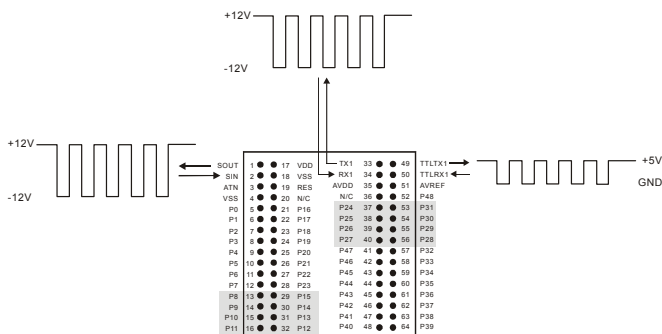 +12V
-12V
+12V
-12V
+5V
GND
SOUT 1 17 VDD TX1 33 49 TTLTX1
SIN 2 18 VSS RX1 34 50 TTLRX1
ATN 3 19 RES AVDD 35 51 AVREF
VSS 4 20 N/C N/C 36 52 P48
P0 5 21 P16 P24 37 53 P31
P1 6 22 P17 P25 38 54 P30
P2 7 23 P18 P26 39 55 P29
P3 8 24 P19 P27 40 56 P28
P4 9 25 P20 P47 41 57 P32
P5 10 26 P21 P46 42 58 P33
P6 11 27 P22 P45 43 59 P34
P7 12 28 P23 P44 44 60 P35
P8 13 29 P15 P43 45 61 P36
P9 14 30 P14 P42 46 62 P37
P10 15 31 P13 P41 47 63 P38
P11 16 32 P12 P40 48 64 P39